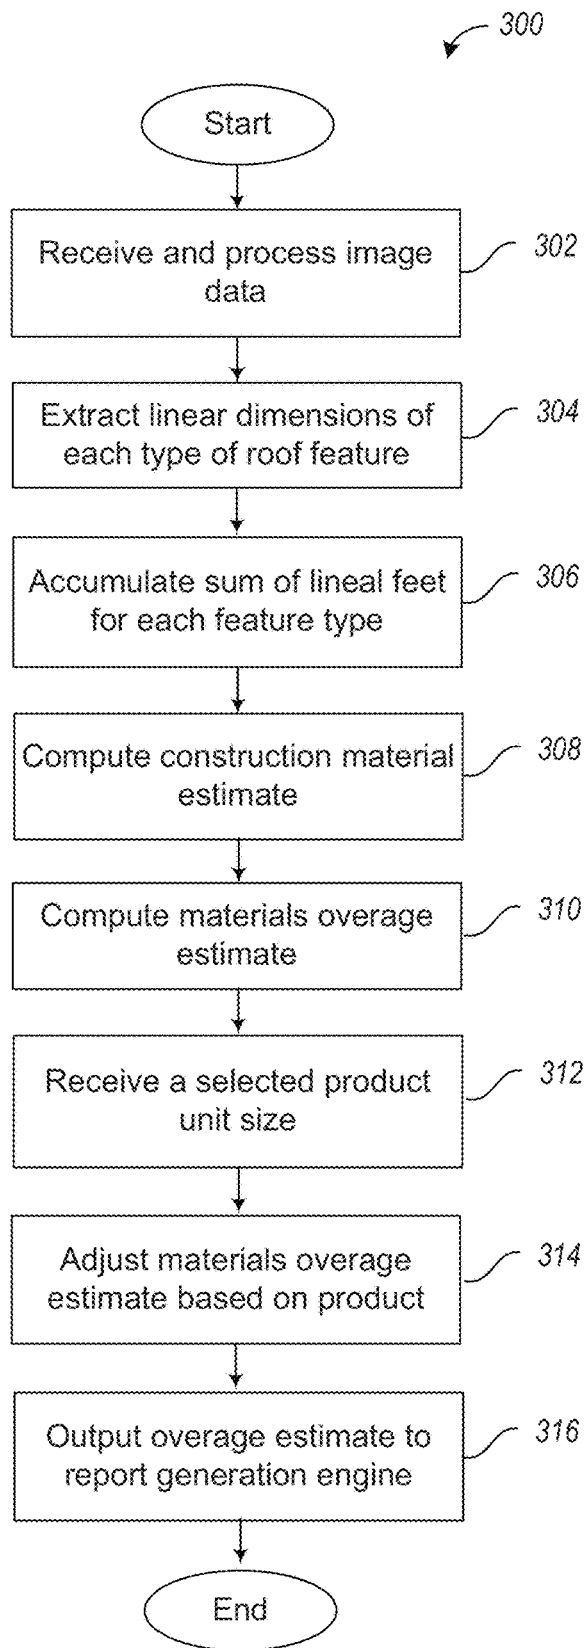 300
Start
Receive and process image
data
302
Extract linear dimensions of
each type of roof feature
304
Accumulate sum of lineal feet
for each feature type
306
Compute construction material
estimate
308
Compute materials overage
estimate
310
Receive a selected product
unit size
312
Adjust materials overage
estimate based on product
314
Output overage estimate to
report generation engine
316
End